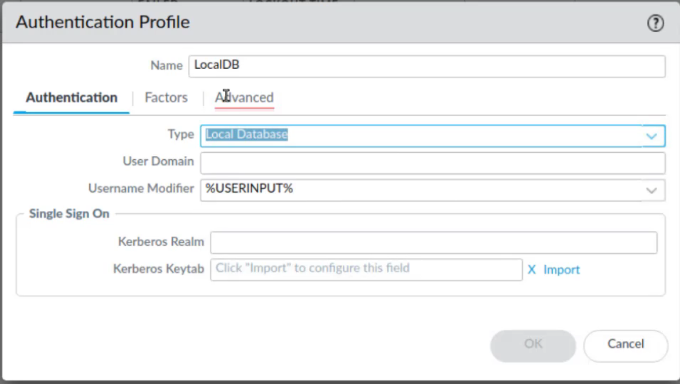 Authentication Profile
Name LocalDB
Authentication Factors Advanced
Type Local Database
User Domain
Username Modifier %USERINPUT%
Single Sign On
Kerberos Realm
Kerberos Keytab Click "Import" to configure this field X Import
OK Cancel